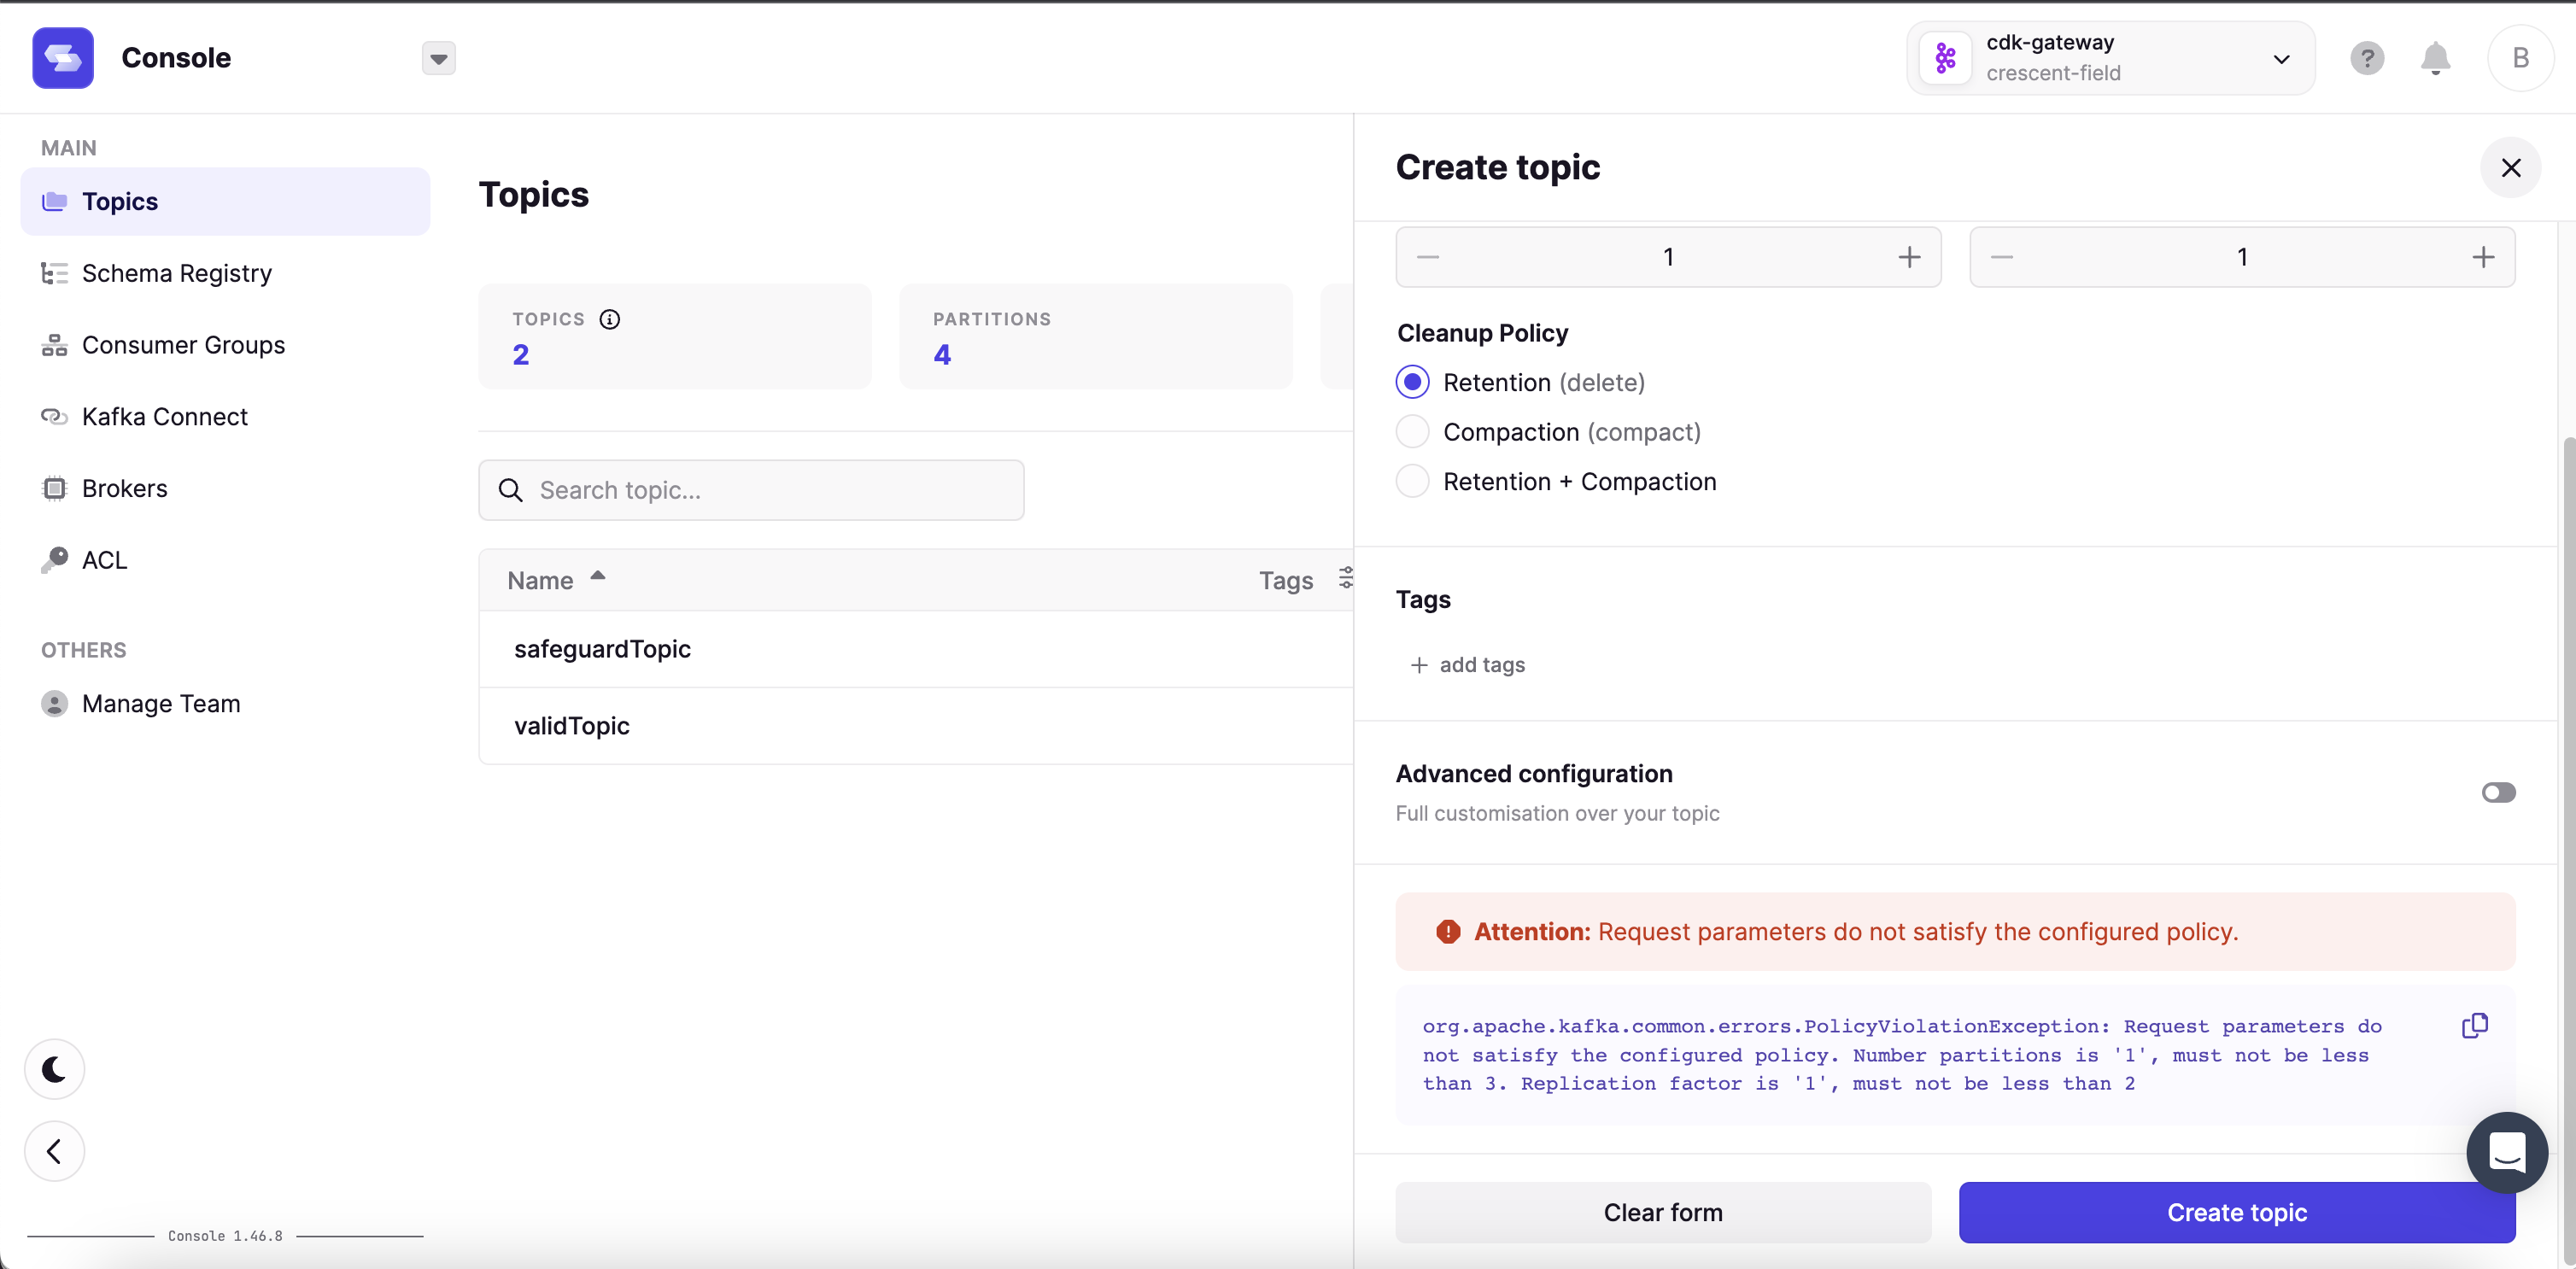 Console
cdk-gateway
crescent-field
?
B
MAIN
Topics
Schema Registry
Consumer Groups
Kafka Connect
Brokers
ACL
OTHERS
Manage Team
Console 1.46.8
Topics
TOPICS
2
PARTITIONS
4
Search topic...
Name
Tags
safeguardTopic
validTopic
Create topic
1
1
Cleanup Policy
Retention (delete)
Compaction (compact)
Retention + Compaction
Tags
+ add tags
Advanced configuration
Full customisation over your topic
Attention: Request parameters do not satisfy the configured policy.
org.apache.kafka.common.errors.PolicyViolationException: Request parameters do
not satisfy the configured policy. Number partitions is '1', must not be less
than 3. Replication factor is '1', must not be less than 2
Clear form
Create topic